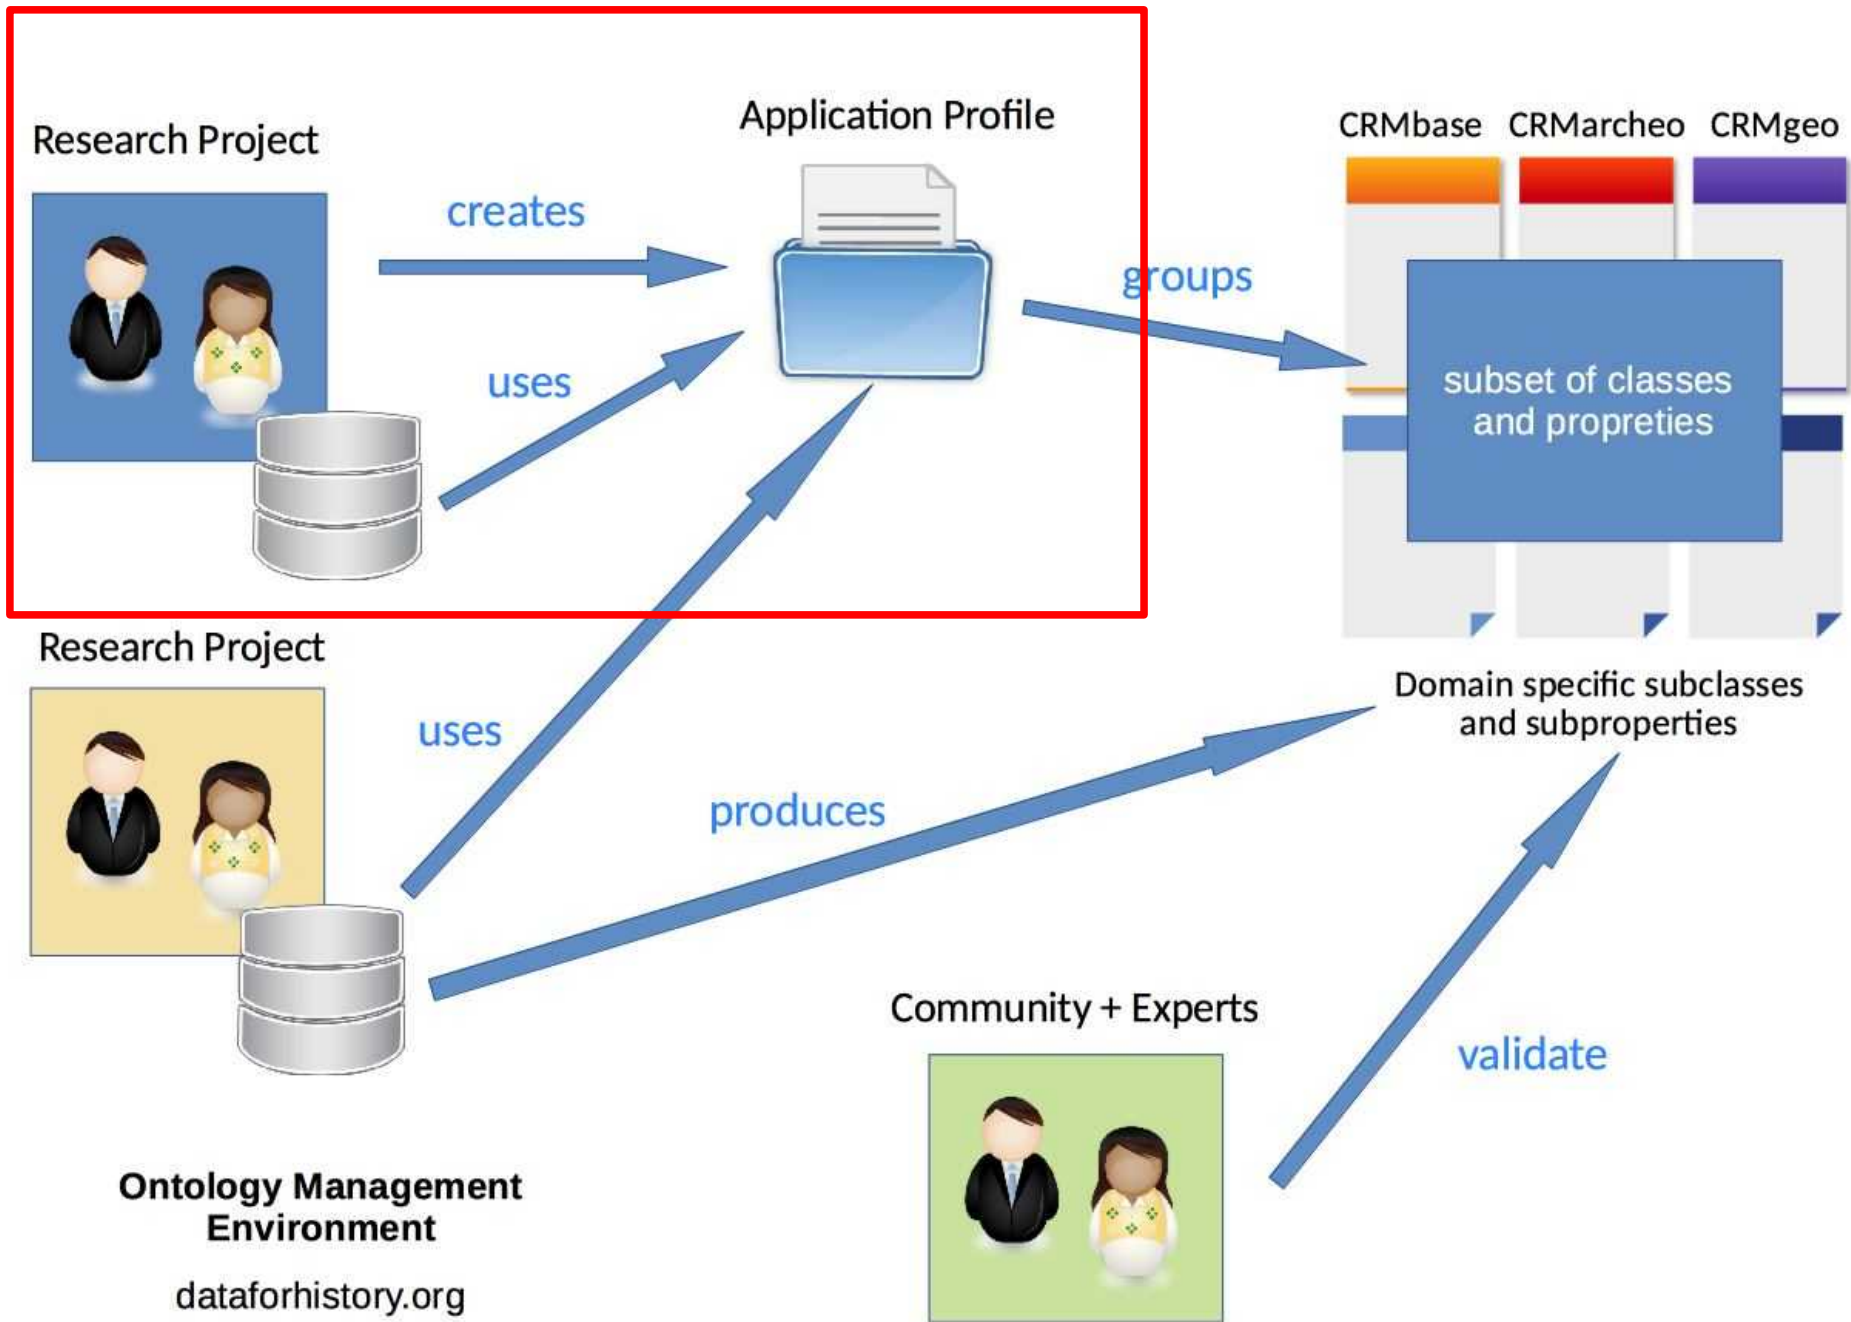 Research Project
Application Profile
CRMbase CRMarcheo CRMgeo
creates
groups
uses
subset of classes
and propreties
Research Project
uses
Domain specific subclasses
and subproperties
produces
Community + Experts
validate
Ontology Management
Environment
dataforhistory.org